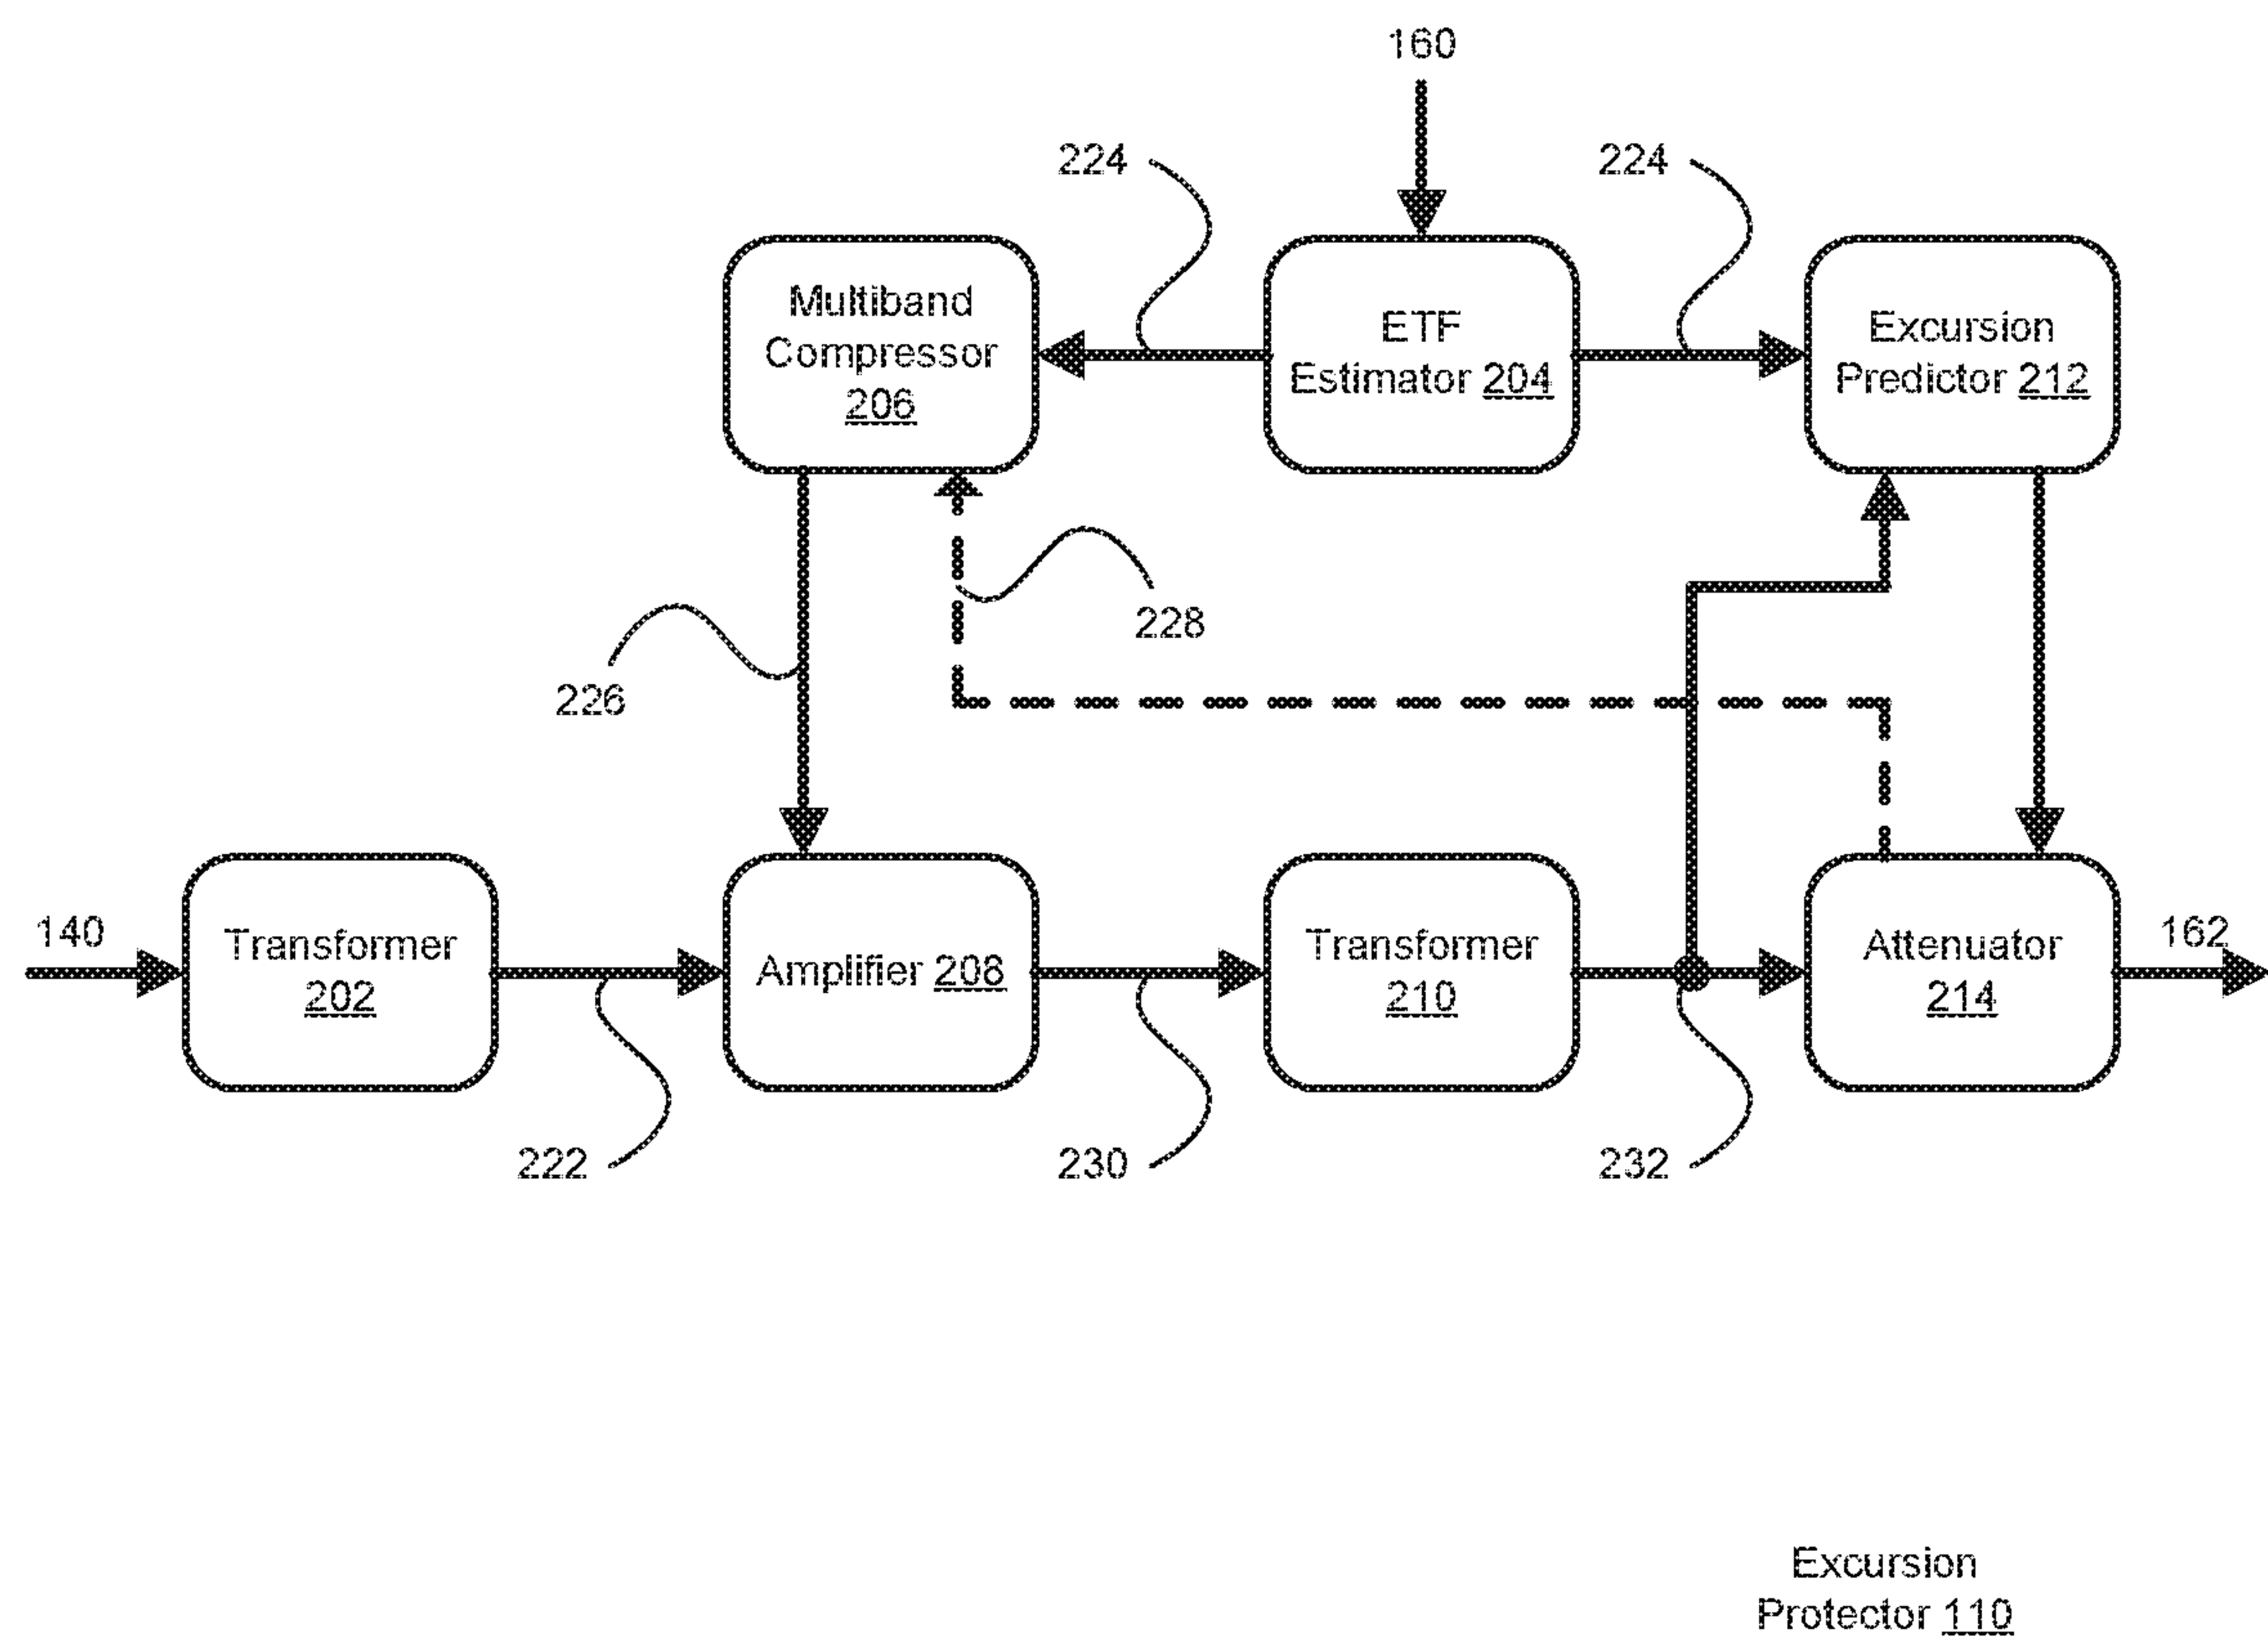 160
224
224
Multiband
Compressor
206
ETF
Estimator 204
Excursion
Predictor 212
228
226
140
Transformer
202
Amplifier 208
Transformer
210
Attenuator
214
162
222
230
232
Excursion
Protector 110